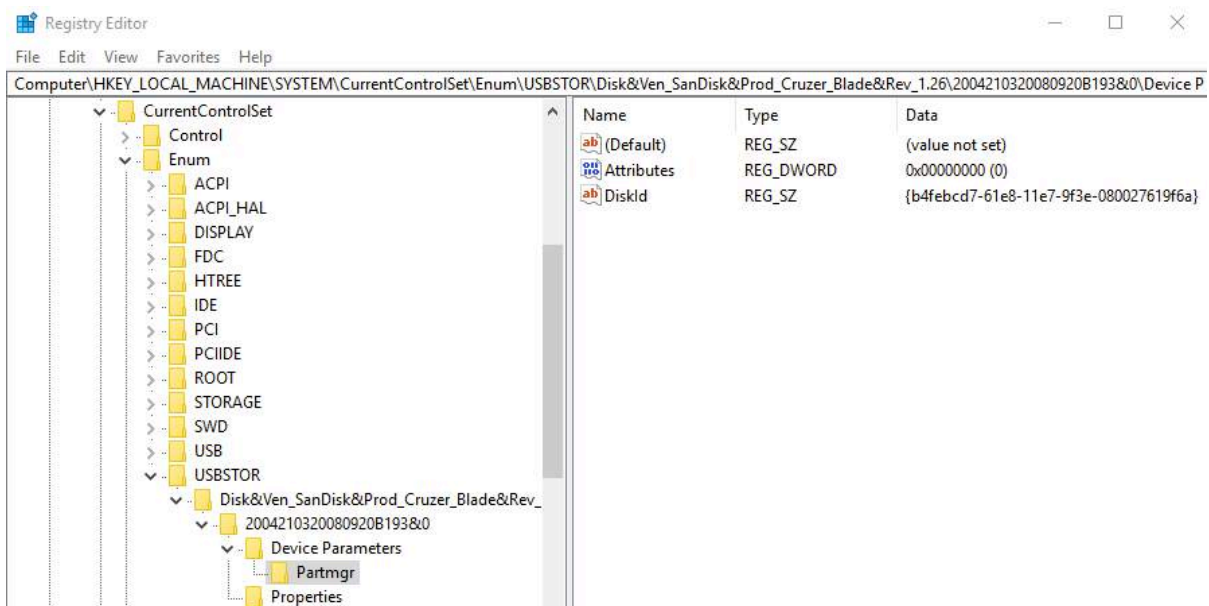 Registry Editor
File Edit View Favorites Help
Computer\HKEY_LOCAL_MACHINE\SYSTEM\CurrentControlSet\Enum\USBSTOR\Disk&Ven_SanDisk&Prod_Cruzer_Blade&Rev_1.26\2004210320080920B193&0\Device P
CurrentControlSet
Control
Enum
ACPI
ACPI_HAL
DISPLAY
FDC
HTREE
IDE
PCI
PCIIDE
ROOT
STORAGE
SWD
USB
USBSTOR
Disk&Ven_SanDisk&Prod_Cruzer_Blade&Rev_
2004210320080920B193&0
Device Parameters
Partmgr
Properties
Name Type Data
(Default) REG_SZ (value not set)
Attributes REG_DWORD 0x00000000 (0)
DiskId REG_SZ {b4febcd7-61e8-11e7-9f3e-080027619f6a}